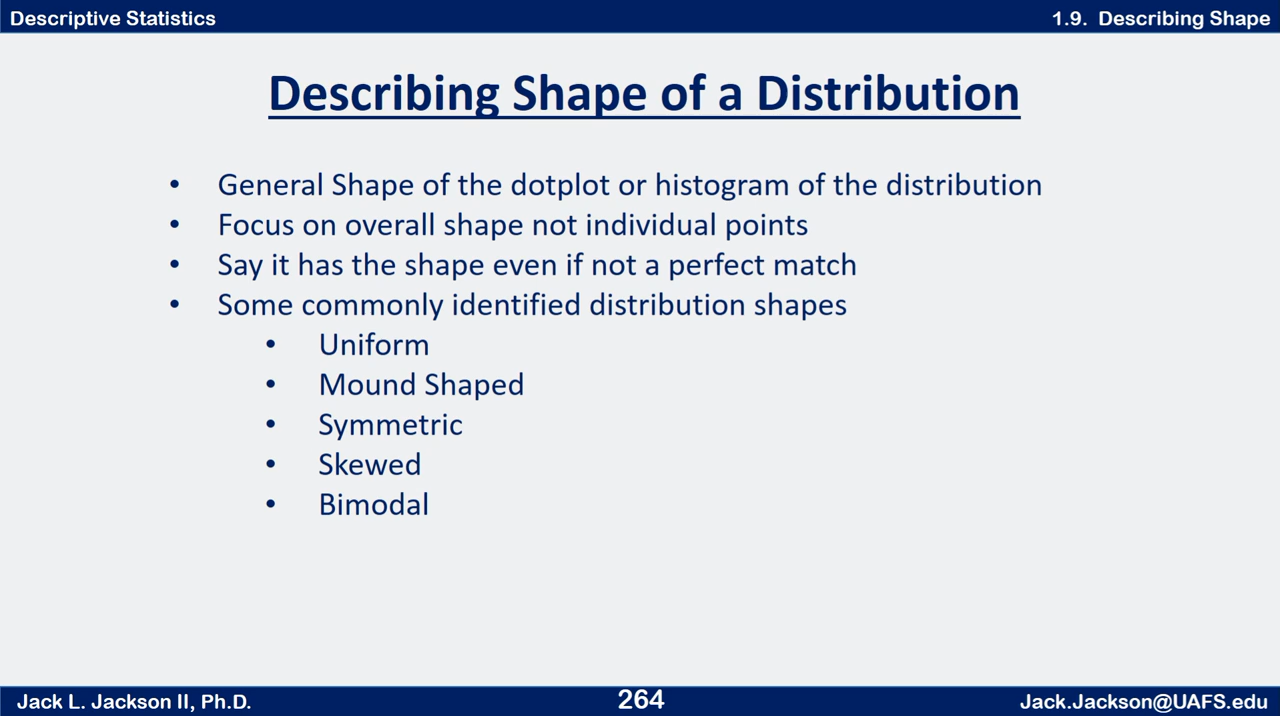 Descriptive Statistics
1.9. Describing Shape
Describing Shape of a Distribution
• General Shape of the dotplot or histogram of the distribution
• Focus on overall shape not individual points
• Say it has the shape even if not a perfect match
• Some commonly identified distribution shapes
• Uniform
• Mound Shaped
• Symmetric
• Skewed
• Bimodal
Jack L. Jackson II, Ph.D.
264
Jack.Jackson@UAFS.edu